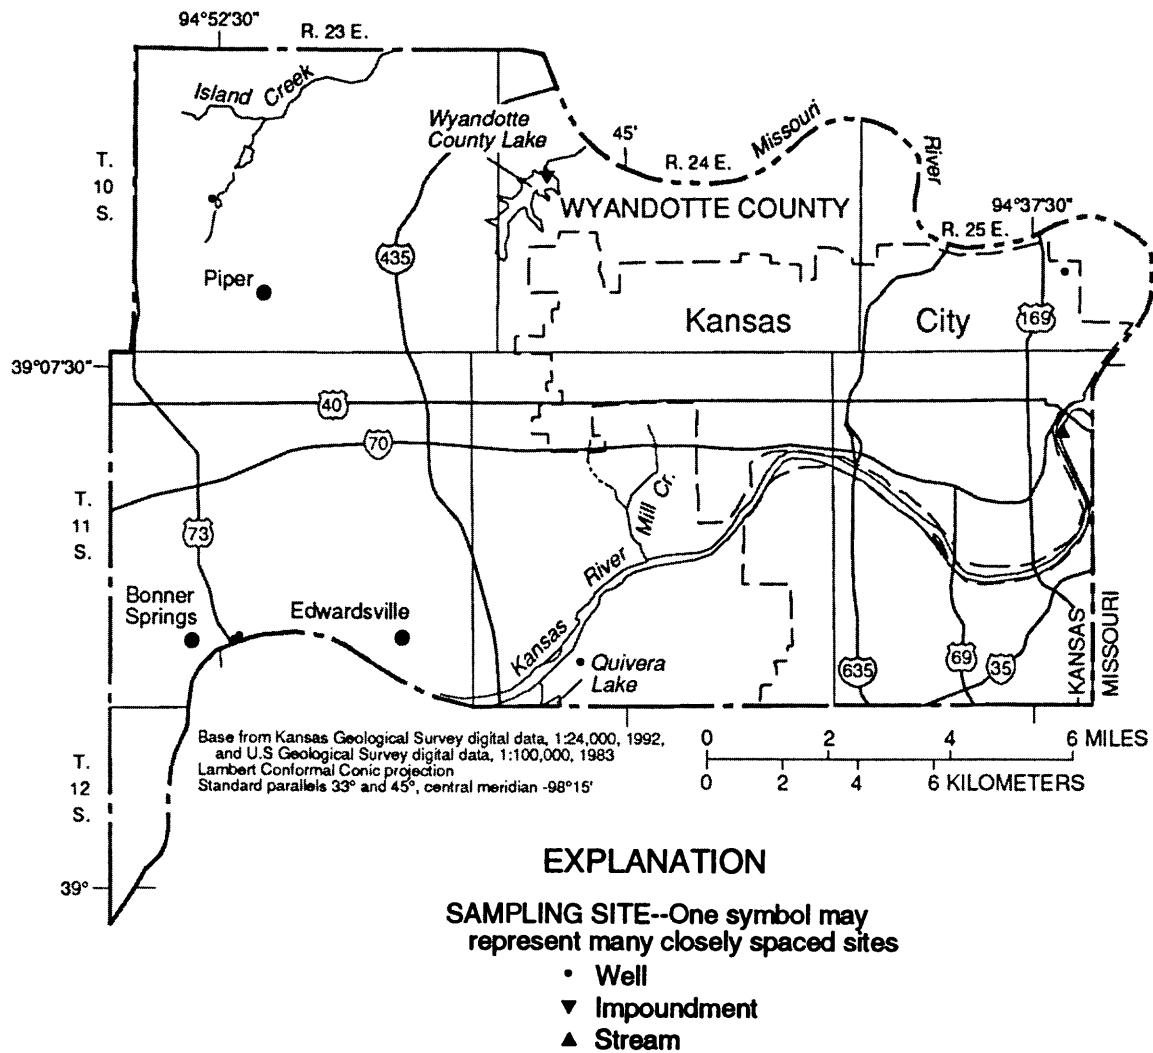 94°52'30"
R. 23 E.
Island Creek
Wyandotte
County Lake
45'
Missouri
River
R. 24 E.
T.
10
S.
WYANDOTTE COUNTY
94°37'30"
R. 25 E.
435
Piper
Kansas City
169
39°07'30"
40
70
Mill Cr.
T.
11
S.
73
River
Bonner
Springs
Edwardsville
Kansas
Quivera
Lake
635
69
35
KANSAS
MISSOURI
Base from Kansas Geological Survey digital data, 1:24,000, 1992,
and U.S Geological Survey digital data, 1:100,000, 1983
Lambert Conformal Conic projection
Standard parallels 33° and 45°, central meridian -98°15'
0 2 4 6 MILES
0 2 4 6 KILOMETERS
T.
12
S.
39°
EXPLANATION
SAMPLING SITE--One symbol may
represent many closely spaced sites
Well
Impoundment
Stream